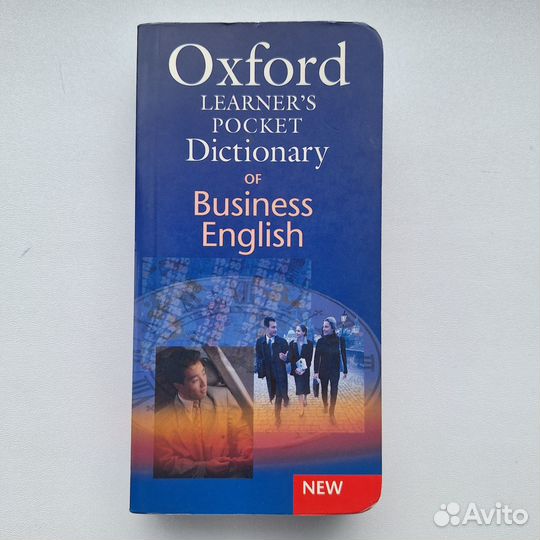 Oxford
LEARNER'S
POCKET
Dictionary
OF
Business
English
NEW
Avito